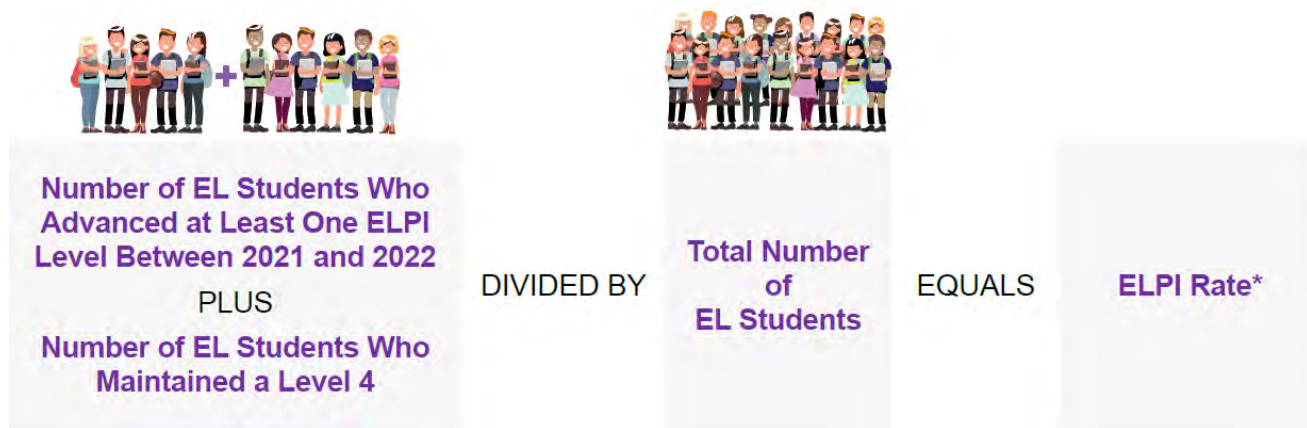 +
Number of EL Students Who
Advanced at Least One ELPI
Level Between 2021 and 2022
PLUS
Number of EL Students Who
Maintained a Level 4
DIVIDED BY
Total Number
of
EL Students
EQUALS
ELPI Rate*